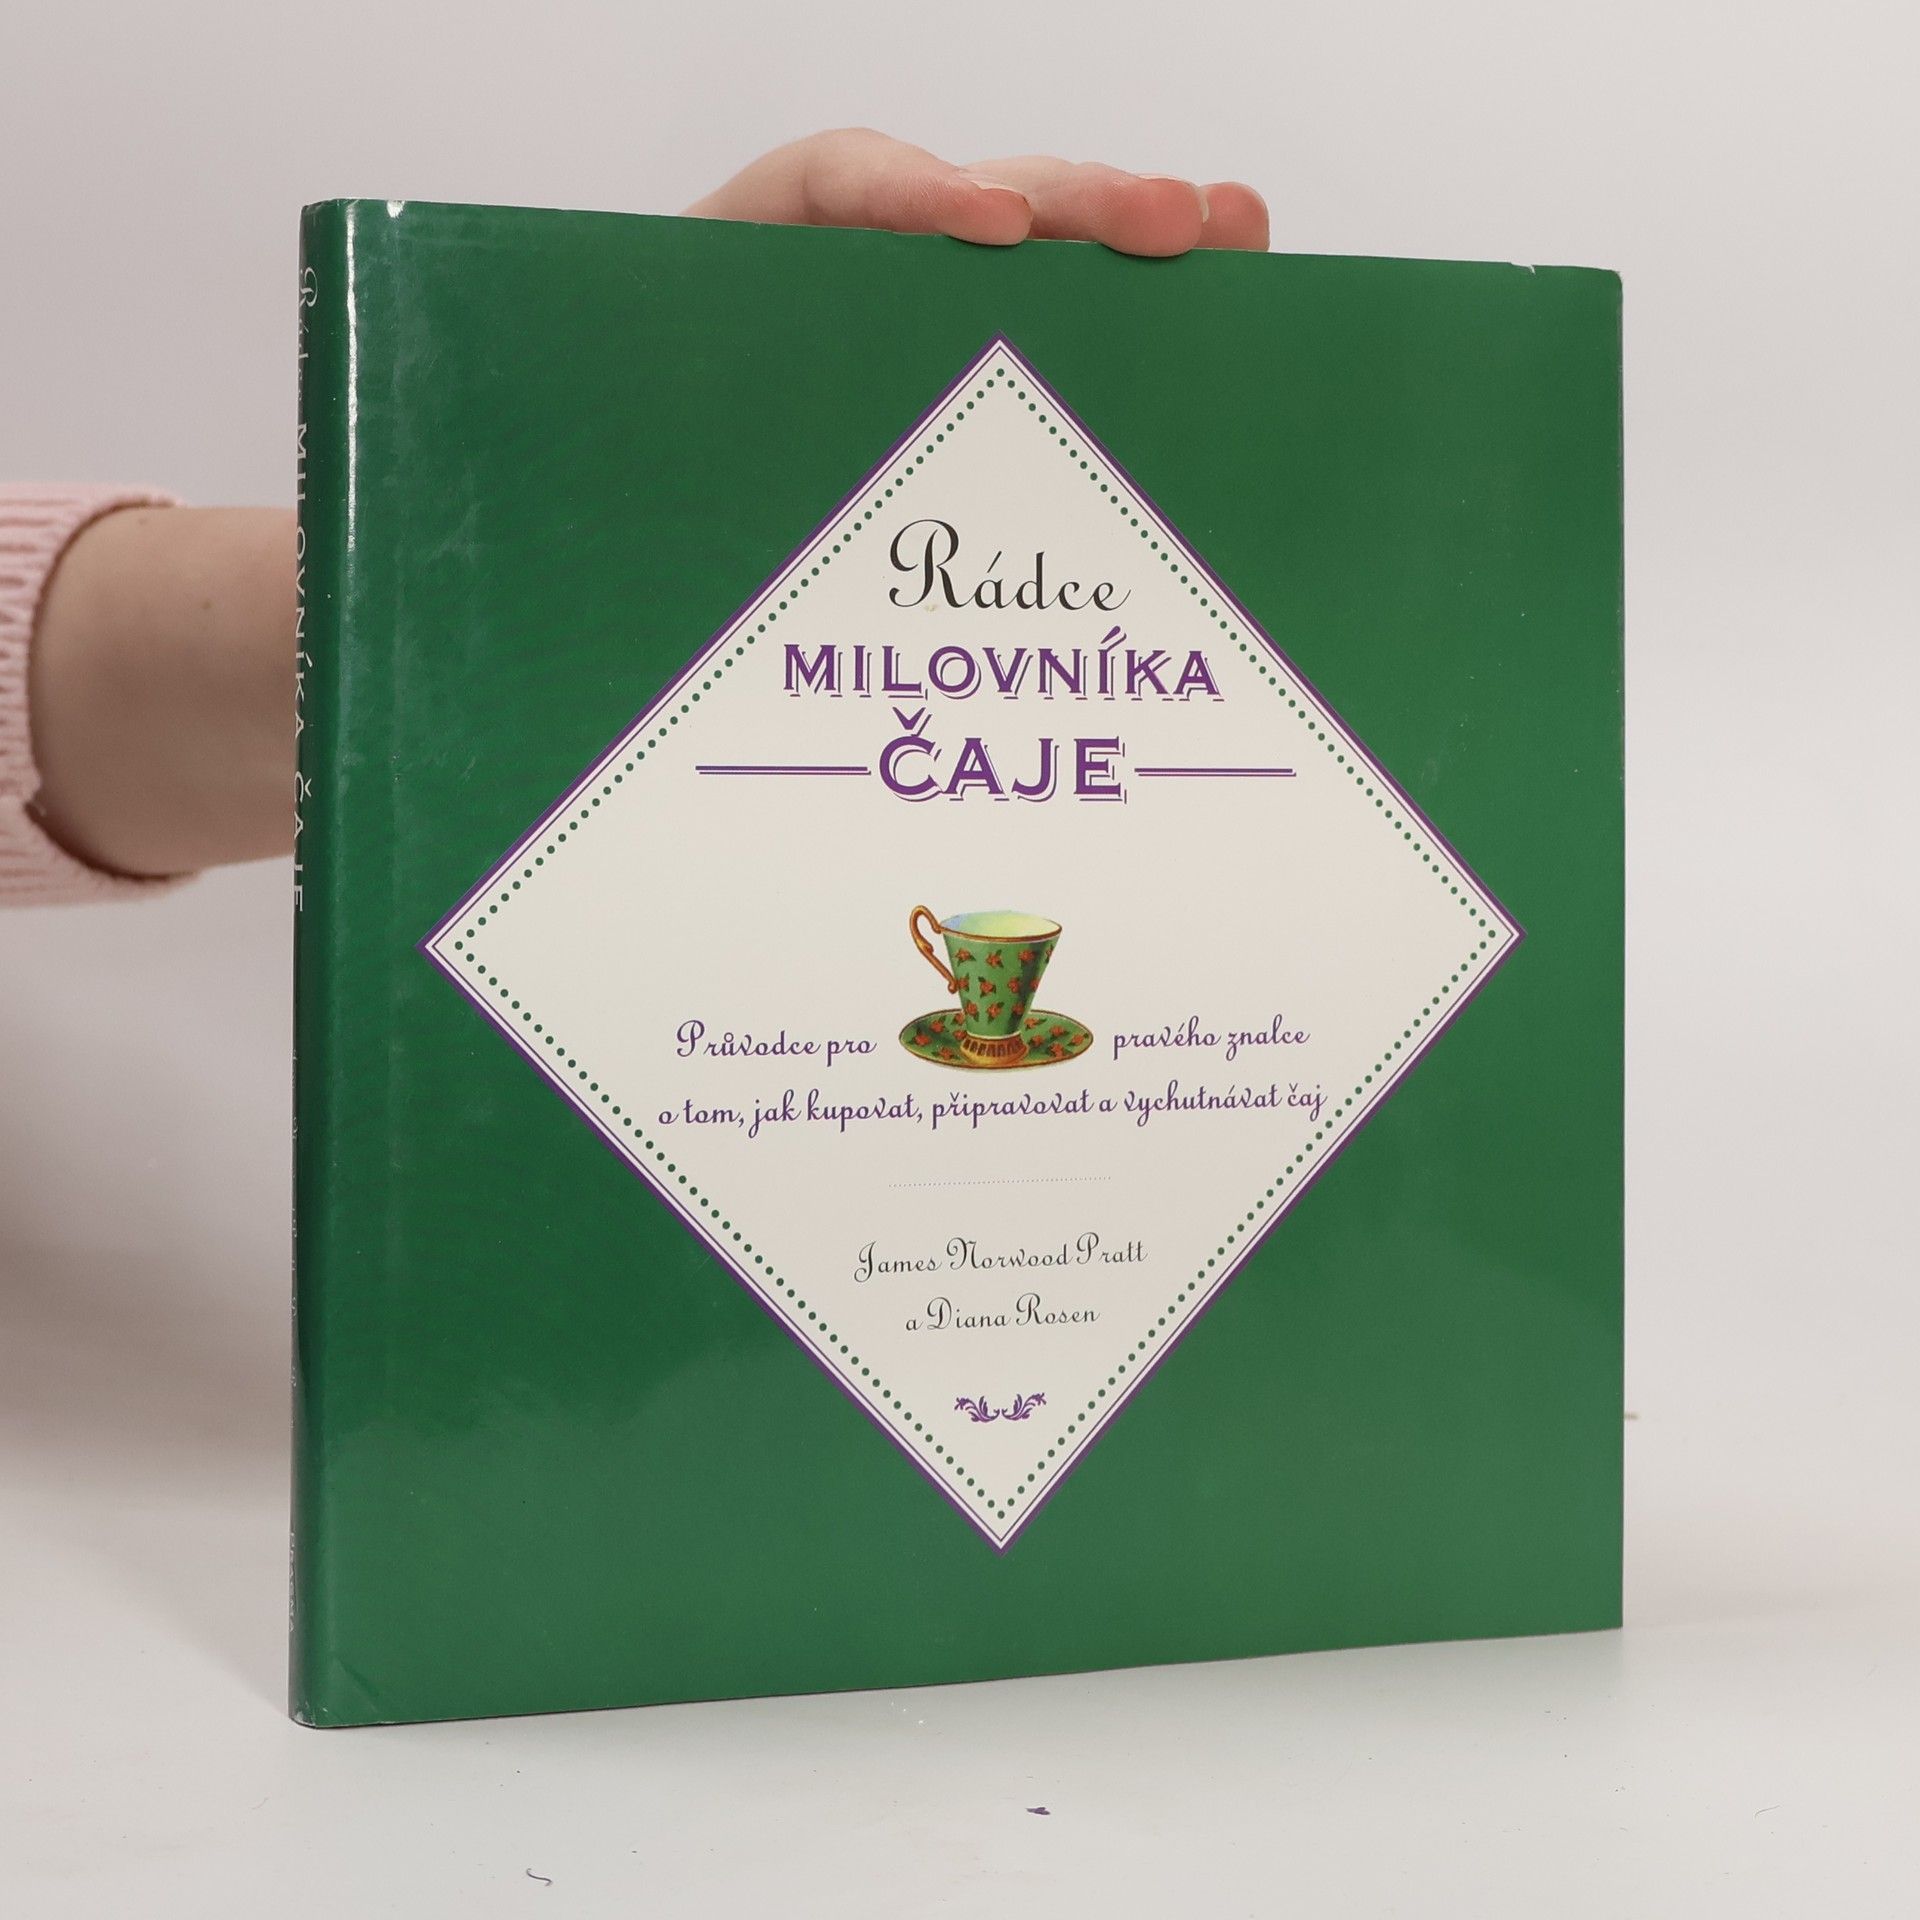 Rádce
MILOVNÍKA
ČAJE
Průvodce pro pravého znalce
o tom, jak kupovat, připravovat a vychutnávat čaj
James Norwood Pratt
a Diana Rosen
Rádce MILOVNÍKA ČAJE
PRAGMA